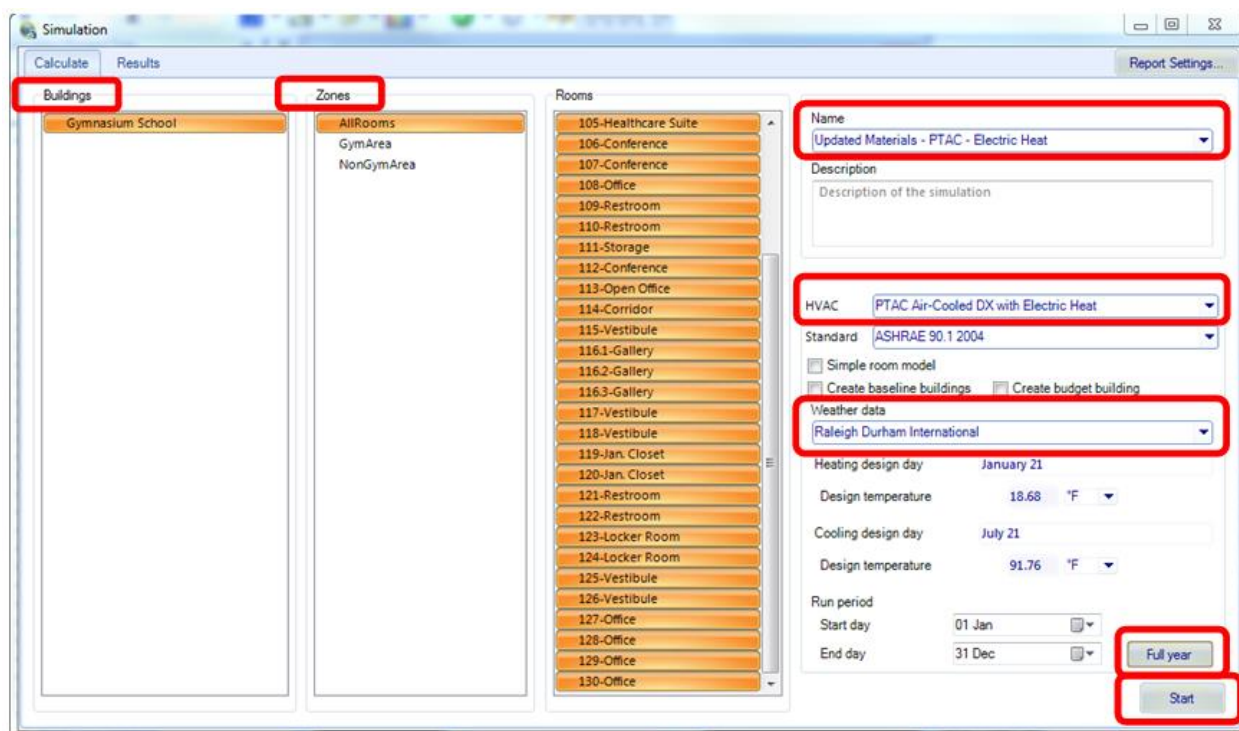 Simulation
Calculate Results Report Settings...
Buildings
Gymnasium School
Zones
AllRooms
GymArea
NonGymArea
Rooms
105-Healthcare Suite
106-Conference
107-Conference
108-Office
109-Restroom
110-Restroom
111-Storage
112-Conference
113-Open Office
114-Corridor
115-Vestibule
116.1-Gallery
116.2-Gallery
116.3-Gallery
117-Vestibule
118-Vestibule
119-Jan. Closet
120-Jan. Closet
121-Restroom
122-Restroom
123-Locker Room
124-Locker Room
125-Vestibule
126-Vestibule
127-Office
128-Office
129-Office
130-Office
Name
Updated Materials - PTAC - Electric Heat
Description
Description of the simulation
HVAC PTAC Air-Cooled DX with Electric Heat
Standard ASHRAE 90.1 2004
Simple room model
Create baseline buildings Create budget building
Weather data
Raleigh Durham International
Heating design day January 21
Design temperature 18.68 °F
Cooling design day July 21
Design temperature 91.76 °F
Run period
Start day 01 Jan
End day 31 Dec Full year
Start